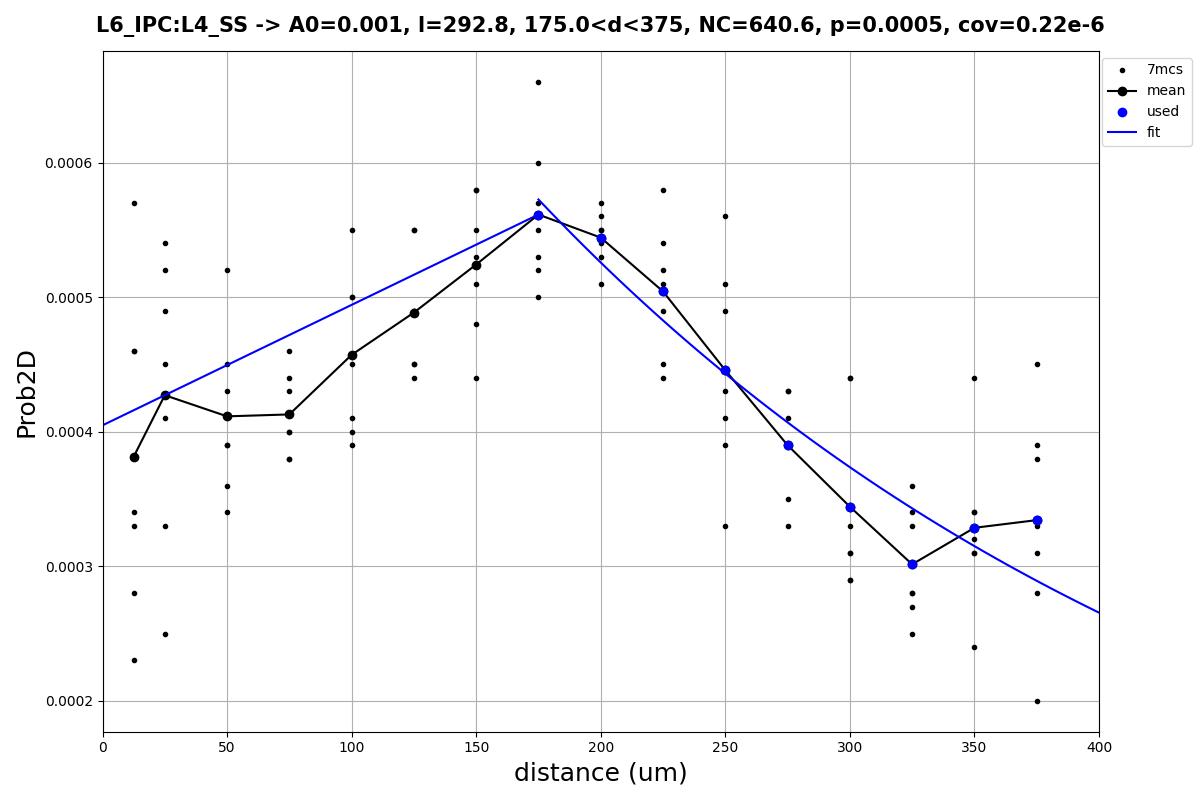 L6_IPC:L4_SS -> A0=0.001, l=292.8, 175.0<d<375, NC=640.6, p=0.0005, cov=0.22e-6
7mcs
mean
used
fit
Prob2D
0.0006
0.0005
0.0004
0.0003
0.0002
0 50 100 150 200 250 300 350 400
distance (um)